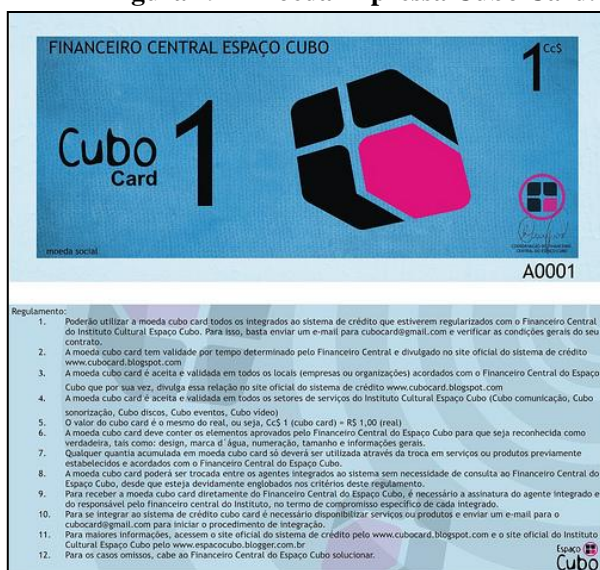 FINANCEIRO CENTRAL ESPAÇO CUBO
1 Cc$
Cubo
Card
1
moeda social
A0001
Regulamento:
1. Poderão utilizar a moeda cubo card todos os integrados ao sistema de crédito que estiverem regularizados com o Financeiro Central
do Instituto Cultural Espaço Cubo. Para isso, basta enviar um e-mail para cubocard@gmail.com e verificar as condições gerais do seu
contrato.
2. A moeda cubo card tem validade por tempo determinado pelo Financeiro Central e divulgado no site oficial do sistema de crédito
www.cubocard.blogspot.com
3. A moeda cubo card é aceita e validada em todos os locais (empresas ou organizações) acordados com o Financeiro Central do Espaço
Cubo que por sua vez, divulga essa relação no site oficial do sistema de crédito www.cubocard.blogspot.com
4. A moeda cubo card é aceita e validada em todos os setores de serviços do Instituto Cultural Espaço Cubo (Cubo comunicação, Cubo
sonorização, Cubo discos, Cubo eventos, Cubo vídeo)
5. O valor do cubo card é o mesmo do real, ou seja, Cc$ 1 (cubo card) = R$ 1,00 (real)
6. A moeda cubo card deve conter os elementos aprovados pelo Financeiro Central do Espaço Cubo para que seja reconhecida como
verdadeira, tais como: design, marca d´água, numeração, tamanho e informações gerais.
7. Qualquer quantia acumulada em moeda cubo card só deverá ser utilizada através da troca em serviços ou produtos previamente
estabelecidos e acordados com o Financeiro Central do Espaço Cubo.
8. A moeda cubo card poderá ser trocada entre os agentes integrados ao sistema sem necessidade de consulta ao Financeiro Central do
Espaço Cubo, desde que esteja devidamente englobados nos critérios deste regulamento.
9. Para receber a moeda cubo card diretamente do Financeiro Central do Espaço Cubo, é necessário a assinatura do agente integrado e
do responsável pelo financeiro central do Instituto, no termo de compromisso específico de cada integrado.
10. Para se integrar ao sistema de crédito cubo card é necessário disponibilizar serviços ou produtos e enviar um e-mail para o
cubocard@gmail.com para iniciar o procedimento de integração.
11. Para maiores informações, acessem o site oficial do sistema de crédito pelo www.cubocard.blogspot.com e o site oficial do Instituto
Cultural Espaço Cubo pelo www.espacocubo.blogger.com.br
12. Para os casos omissos, cabe ao Financeiro Central do Espaço Cubo solucionar.
Espaço
Cubo